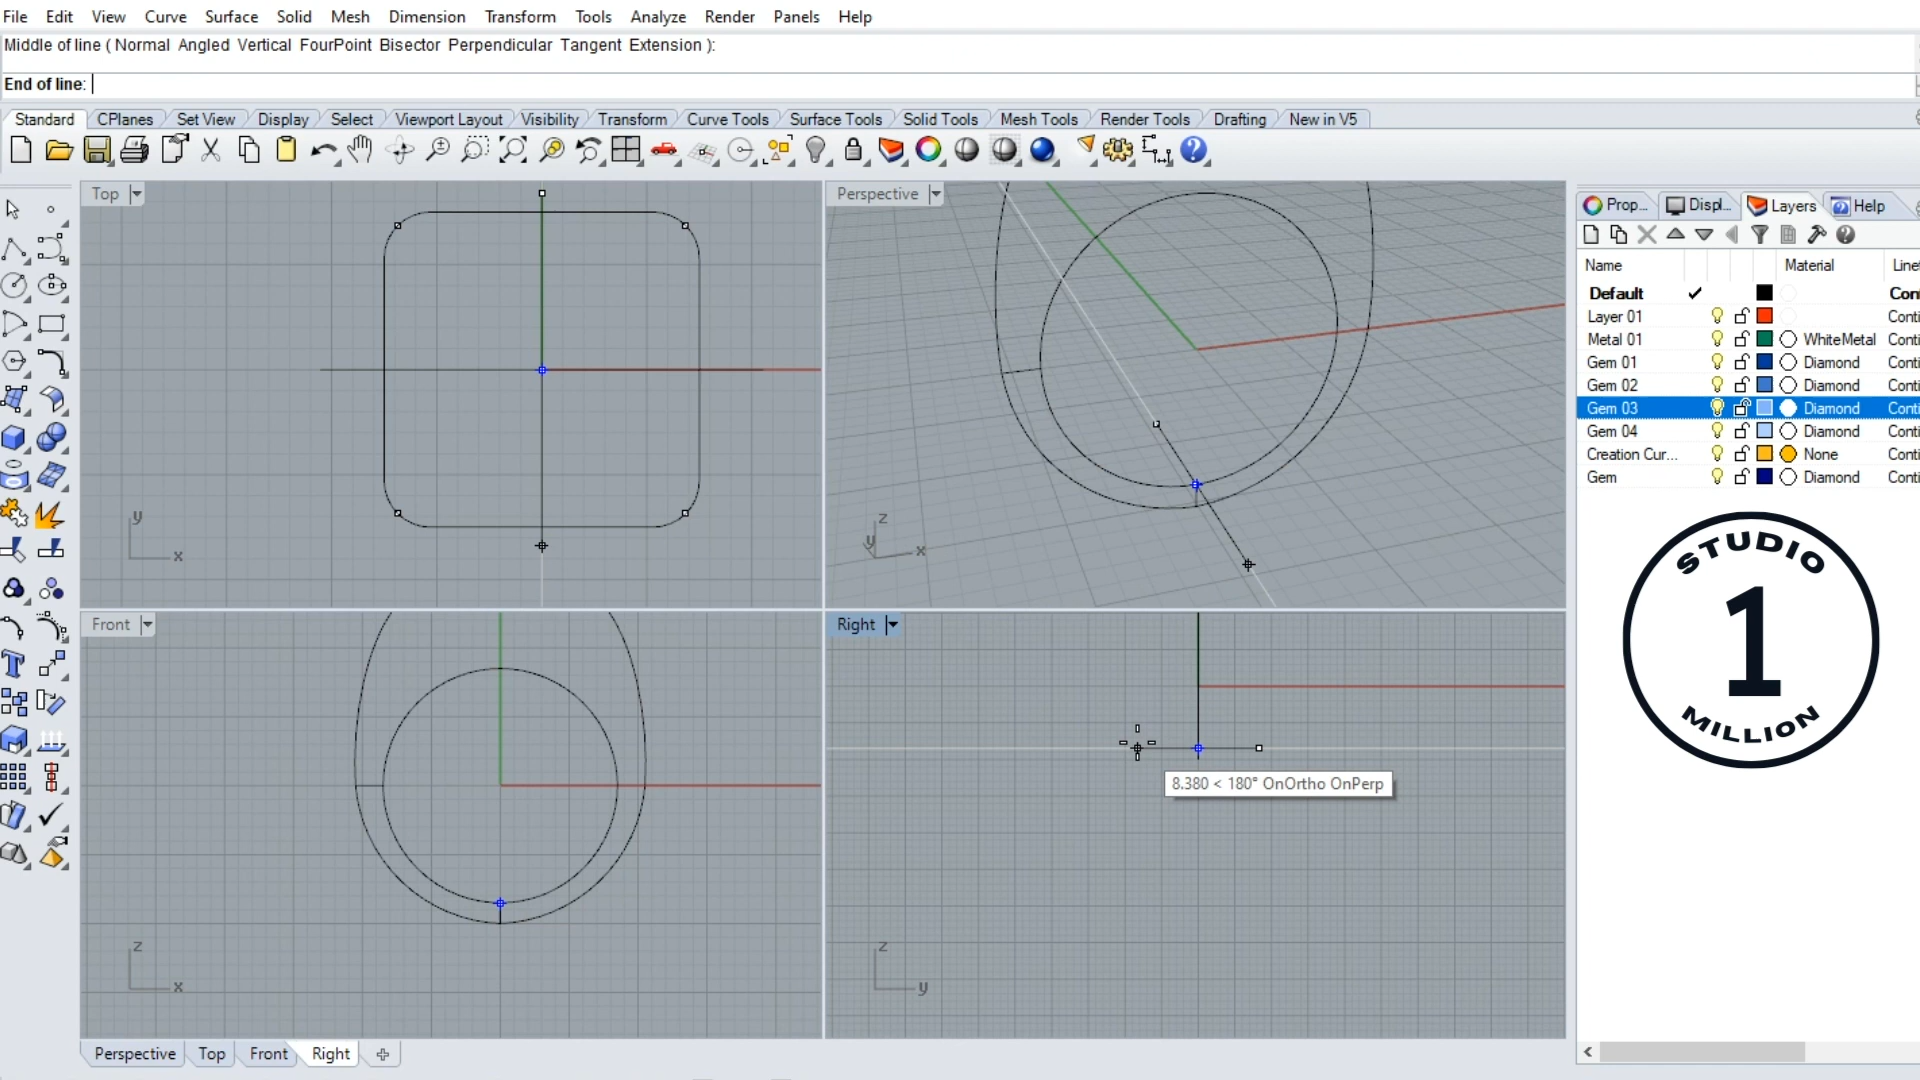 File Edit View Curve Surface Solid Mesh Dimension Transform Tools Analyze Render Panels Help
Middle of line ( Normal Angled Vertical FourPoint Bisector Perpendicular Tangent Extension ):
End of line:
Standard CPlanes Set View Display Select Viewport Layout Visibility Transform Curve Tools Surface Tools Solid Tools Mesh Tools Render Tools Drafting New in V5
Top
Perspective
Prop... Displ... Layers Help
Name Material Linet
Default Cont
Layer 01 Conti
Metal 01 WhiteMetal Conti
Gem 01 Diamond Conti
Gem 02 Diamond Conti
Gem 03 Diamond Conti
Gem 04 Diamond Conti
Creation Cur... None Conti
Gem Diamond Conti
y
x
z
y
x
STUDIO
1
MILLION
Front
Right
8.380 < 180° OnOrtho OnPerp
z
x
z
y
Perspective Top Front Right